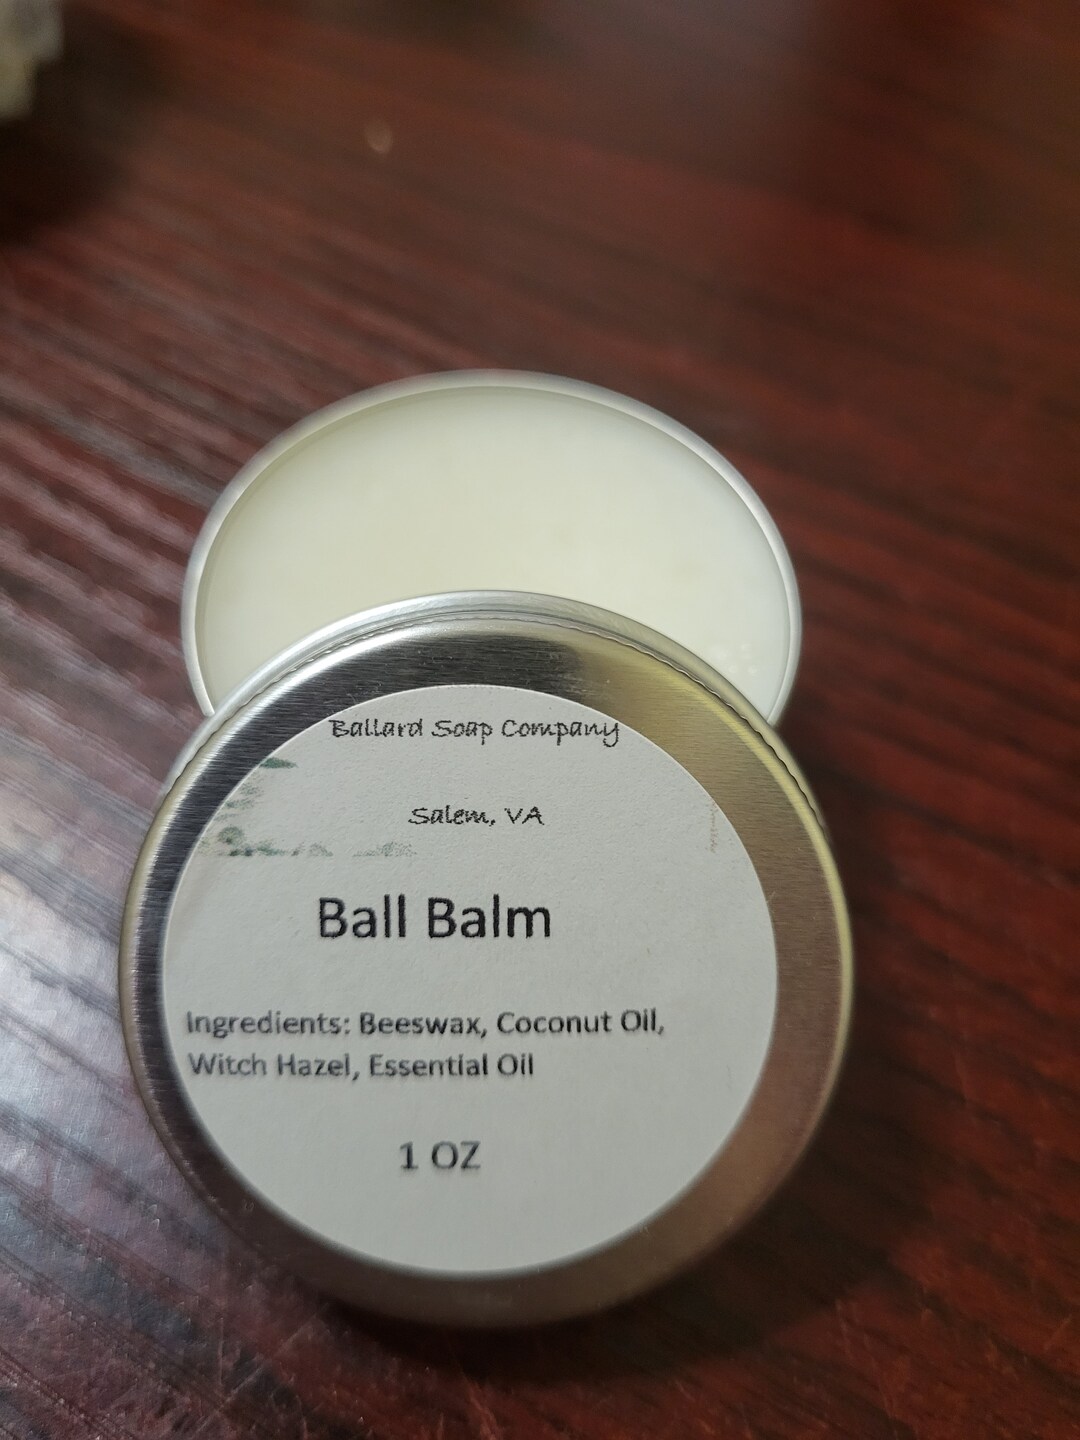 Ballard Soap Company
Salem, VA
Ball Balm
Ingredients: Beeswax, Coconut Oil,
Witch Hazel, Essential Oil
1 OZ